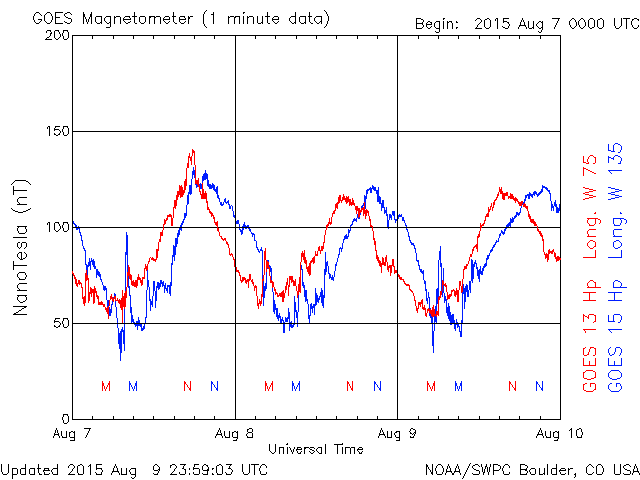 GOES Magnetometer (1 minute data)
Begin: 2015 Aug 7 0000 UTC
200
150
100
50
0
NanoTesla (nT)
M M N N M M N N M M N N
Aug 7 Aug 8 Aug 9 Aug 10
Universal Time
GOES 13 Hp Long. W 75
GOES 15 Hp Long. W 135
Updated 2015 Aug 9 23:59:03 UTC
NOAA/SWPC Boulder, CO USA